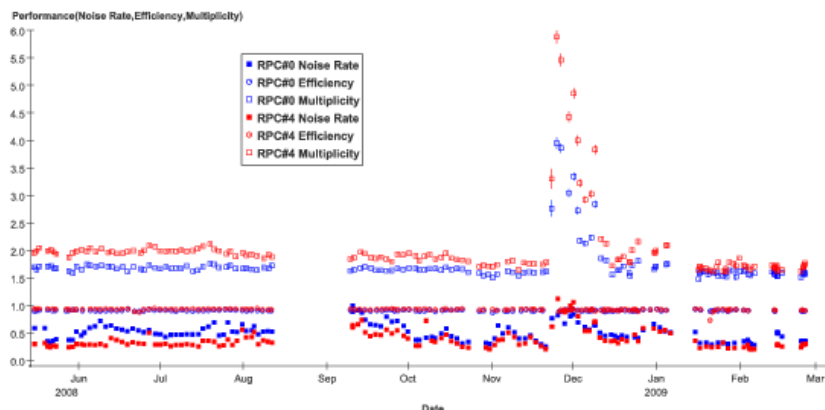 Performance(Noise Rate,Efficiency,Multiplicity)
6.0
5.5
5.0
4.5
4.0
3.5
3.0
2.5
2.0
1.5
1.0
0.5
0.0
RPC#0 Noise Rate
RPC#0 Efficiency
RPC#0 Multiplicity
RPC#4 Noise Rate
RPC#4 Efficiency
RPC#4 Multiplicity
Jun Jul Aug Sep Oct Nov Dec Jan Feb Mar
2008 2009
Date